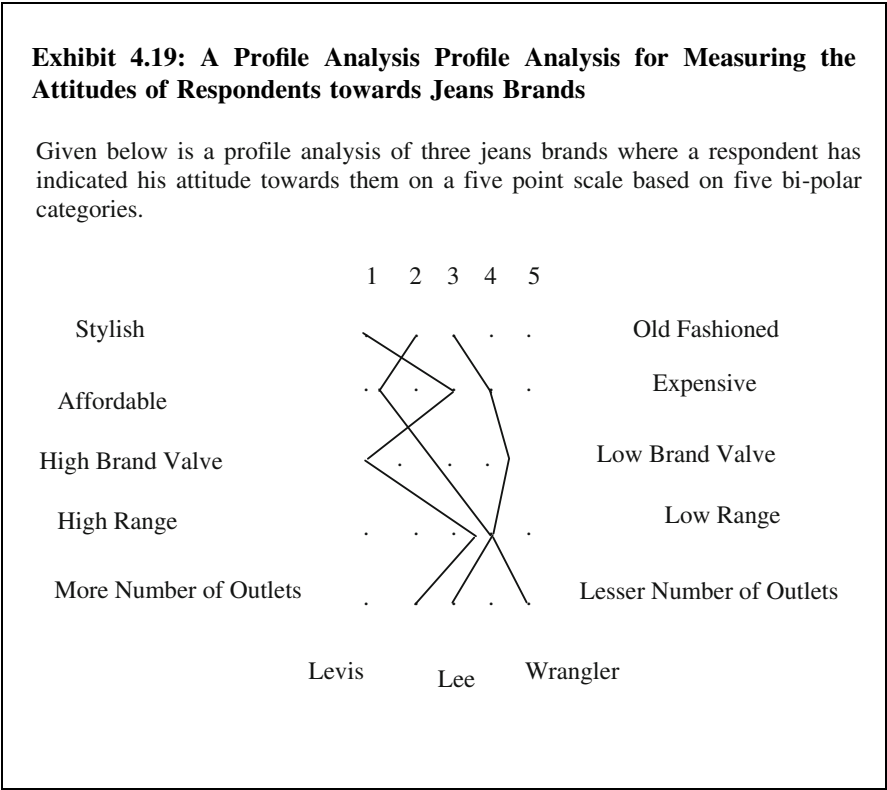 Exhibit 4.19: A Profile Analysis Profile Analysis for Measuring the
Attitudes of Respondents towards Jeans Brands
Given below is a profile analysis of three jeans brands where a respondent has
indicated his attitude towards them on a five point scale based on five bi-polar
categories.
1 2 3 4 5
Stylish Old Fashioned
Affordable Expensive
High Brand Valve Low Brand Valve
High Range Low Range
More Number of Outlets Lesser Number of Outlets
Levis Lee Wrangler